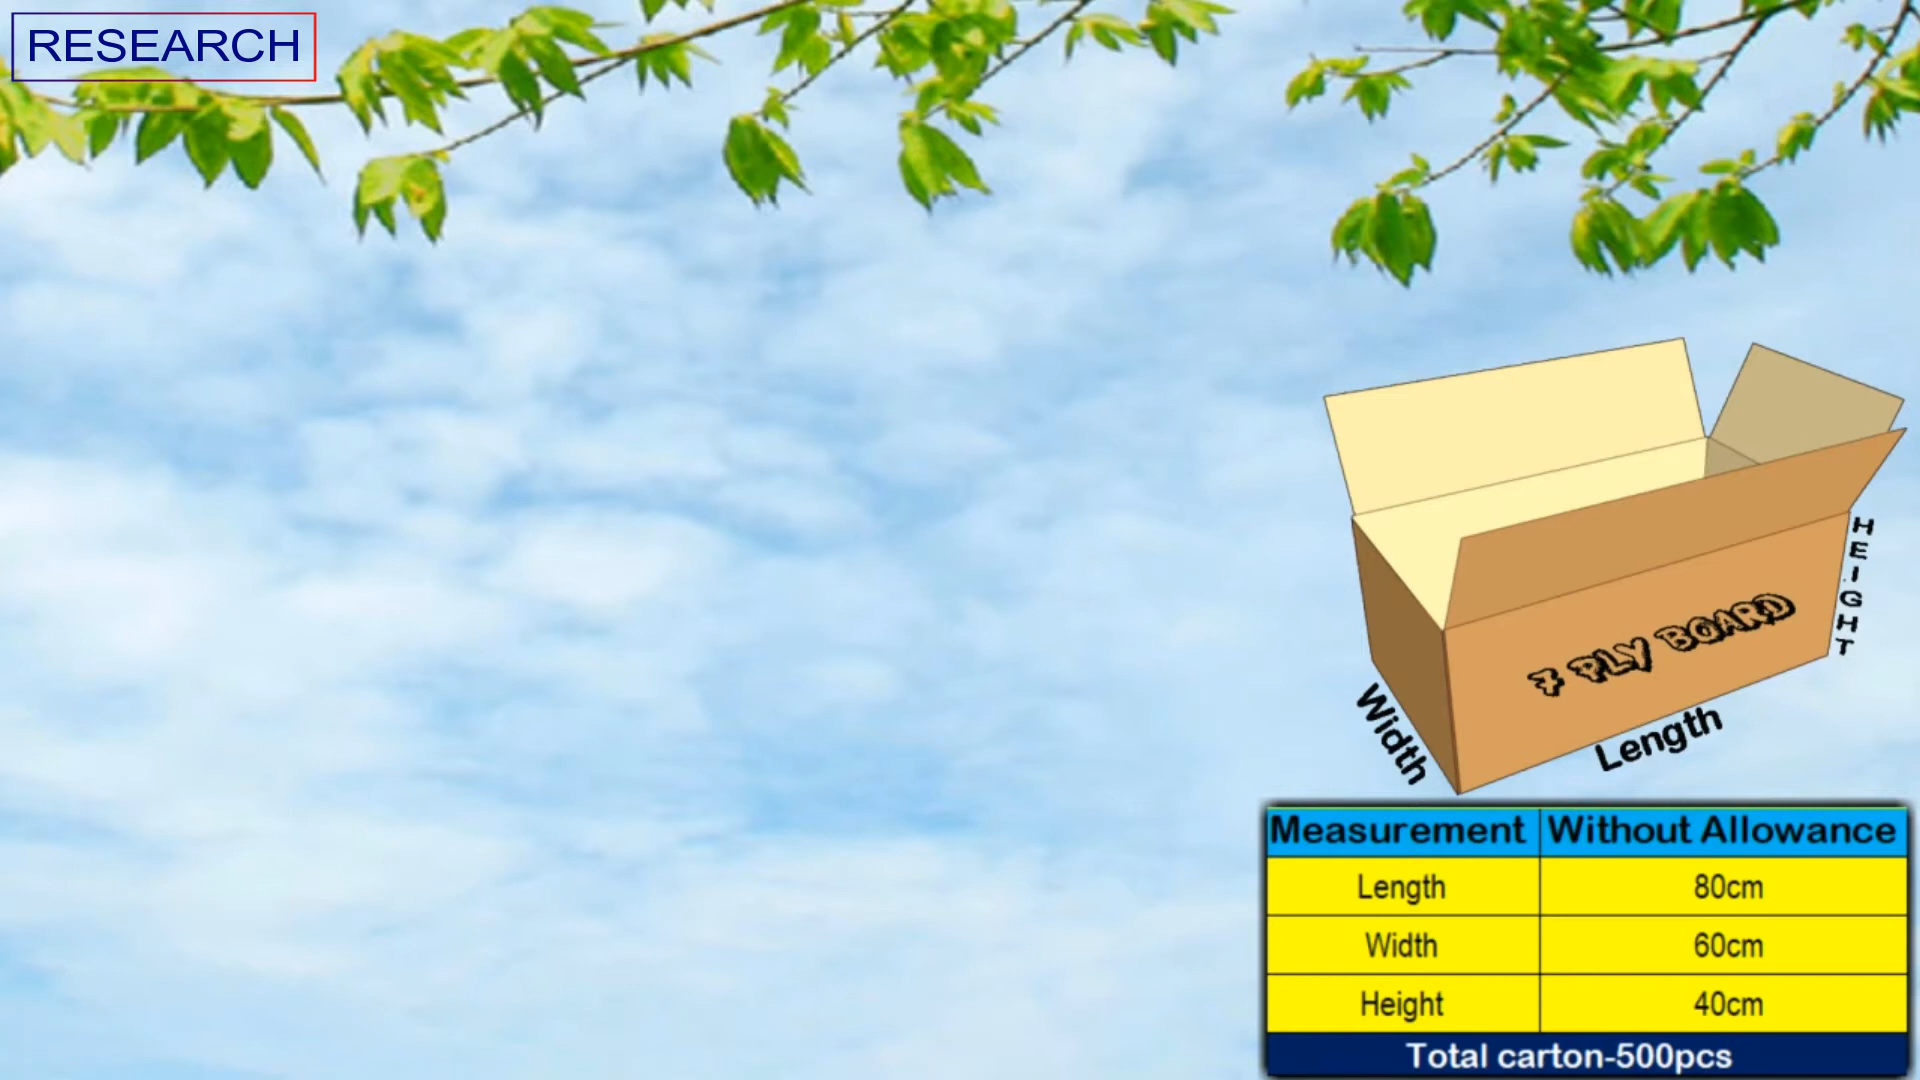 RESEARCH
HEIGHT
7 PLY BOARD
Width
Length
Measurement Without Allowance
Length 80cm
Width 60cm
Height 40cm
Total carton-500pcs